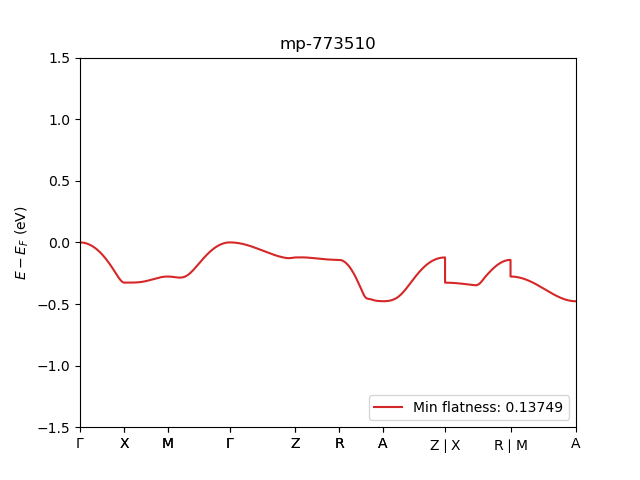 mp-773510
E − E_F (eV)
1.5
1.0
0.5
0.0
−0.5
−1.0
−1.5
Min flatness: 0.13749
Γ X M Γ Z R A Z | X R | M A